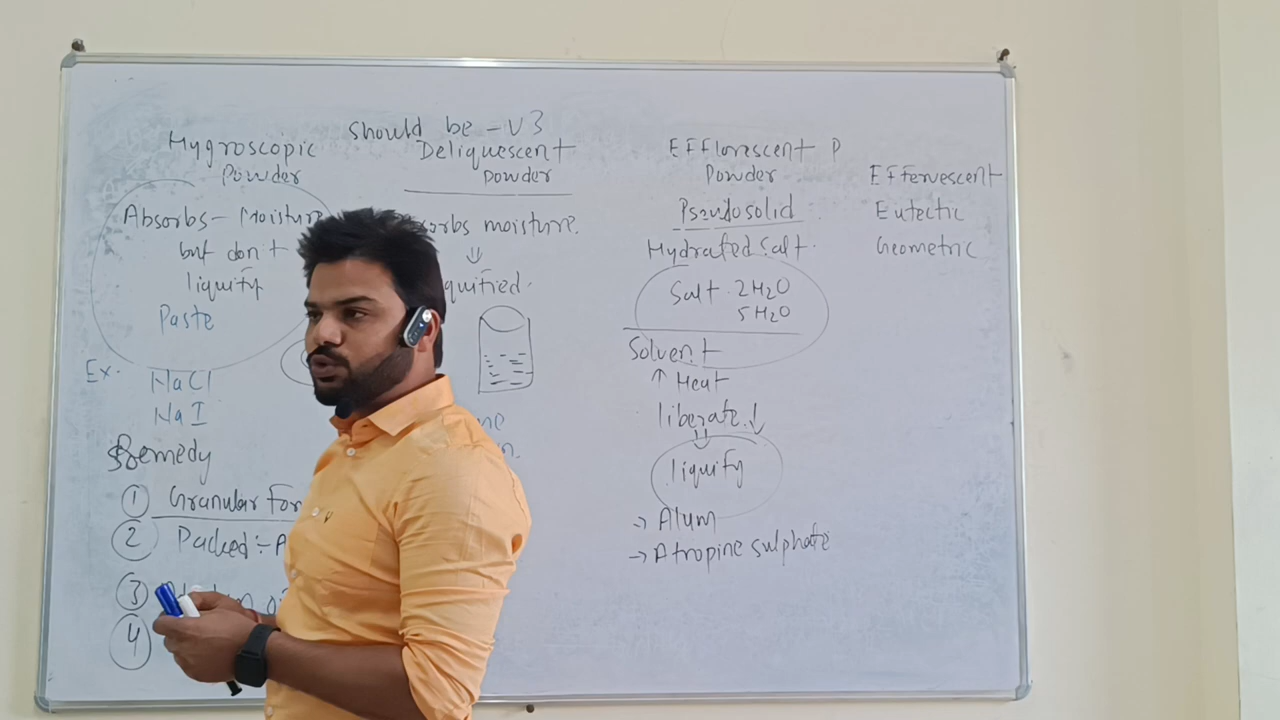 should be - V3
Hygroscopic
Powder
Absorbs - Moisture
but don't
liquify
Paste
Ex.
NaCl
NaI
Remedy
① Granular For
② Packed :- A
③
④
Deliquescent
Powder
sorbs moisture.
⇓
quified.
Efflorescent P
Powder
Pseudosolid
Hydrated salt.
Salt. 2H2O
5H2O
Solvent
↑ Heat
liberate ↓
⇓
liquify
→ Alum
→ Atropine sulphate
Effervescent
Eutectic
Geometric